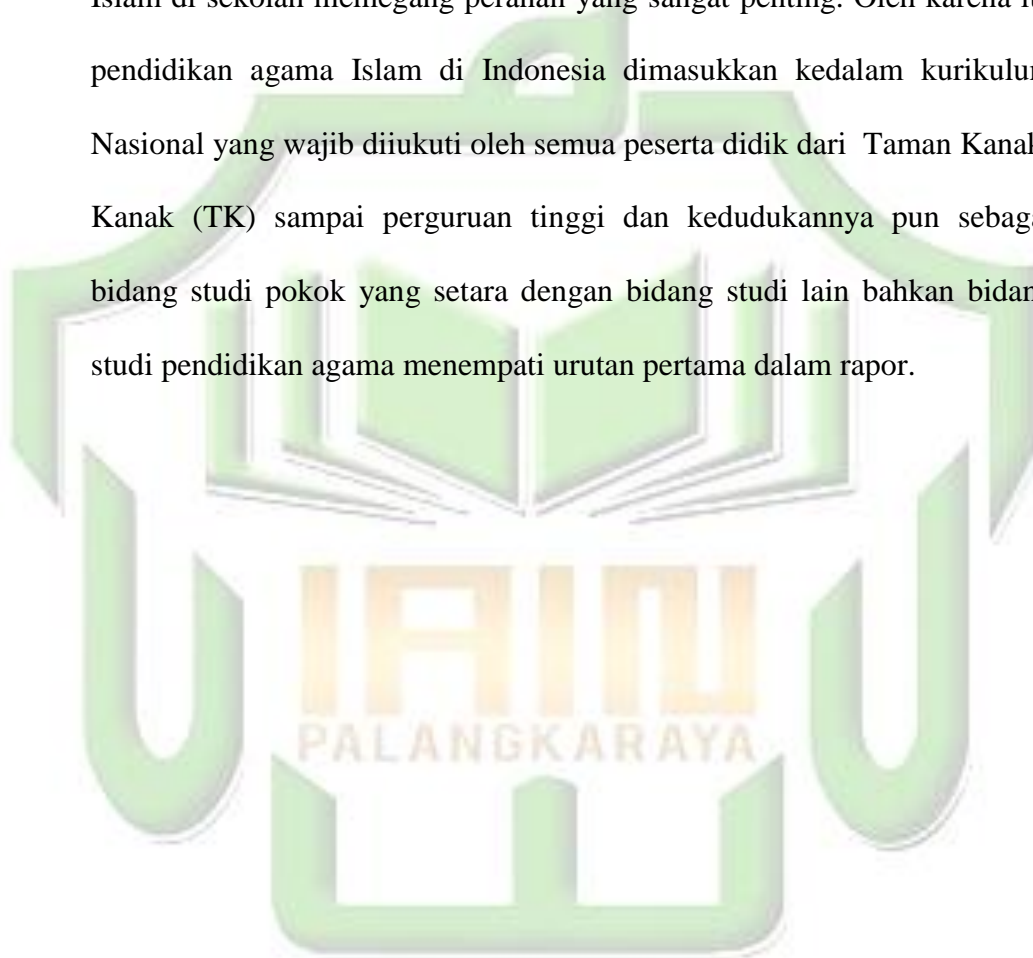 Islam di sekolah memegang peranan yang sangat penting. Oleh karena
pendidikan agama Islam di Indonesia dimasukkan kedalam
Nasional yang wajib diiukuti oleh semua peserta didik dari Taman
Kanak (TK) sampai perguruan tinggi dan kedudukannya pun
bidang studi pokok yang setara dengan bidang studi lain bahkan
studi pendidikan agama menempati urutan pertama dalam rapor.
IAIN
PALANGKARAYA